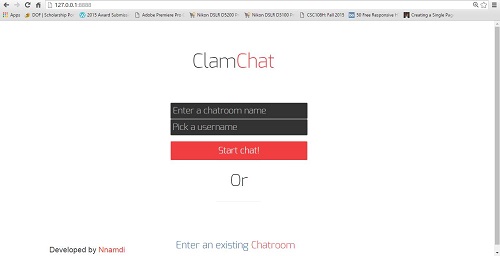 127.0.0.1:8888
Apps
DOF | Scholarship Po
2015 Award Submiss
Adobe Premiere Pro
Nikon DSLR D5200 P
Nikon DSLR D3100 P
CSC108H: Fall 2015
50 Free Responsive H
Creating a Single Pag
ClamChat
Enter a chatroom name
Pick a username
Start chat!
Or
Enter an existing Chatroom
Developed by Nnamdi